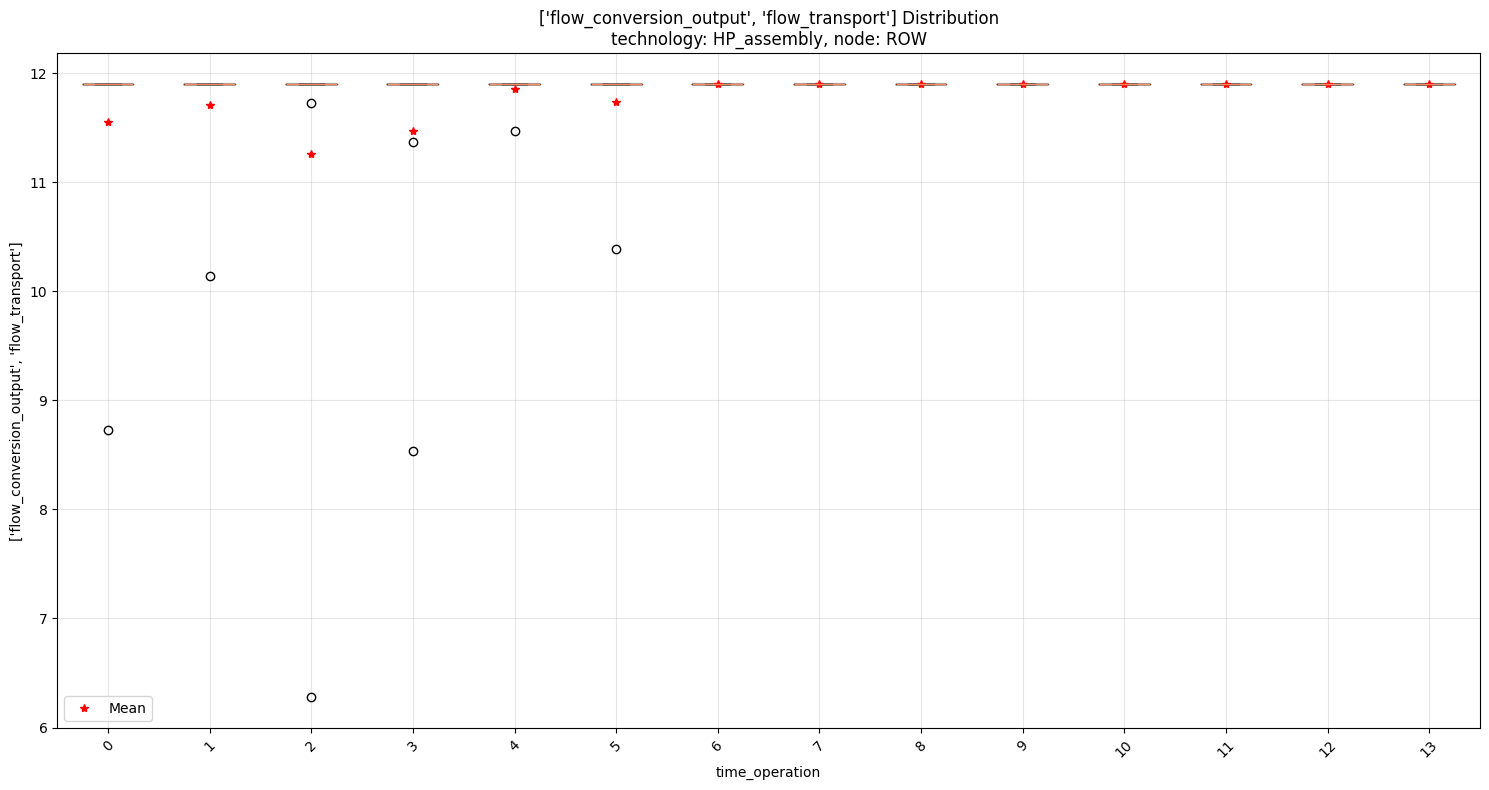 ['flow_conversion_output', 'flow_transport'] Distribution
technology: HP_assembly, node: ROW
['flow_conversion_output', 'flow_transport']
12
11
10
9
8
7
6
Mean
0 1 2 3 4 5 6 7 8 9 10 11 12 13
time_operation